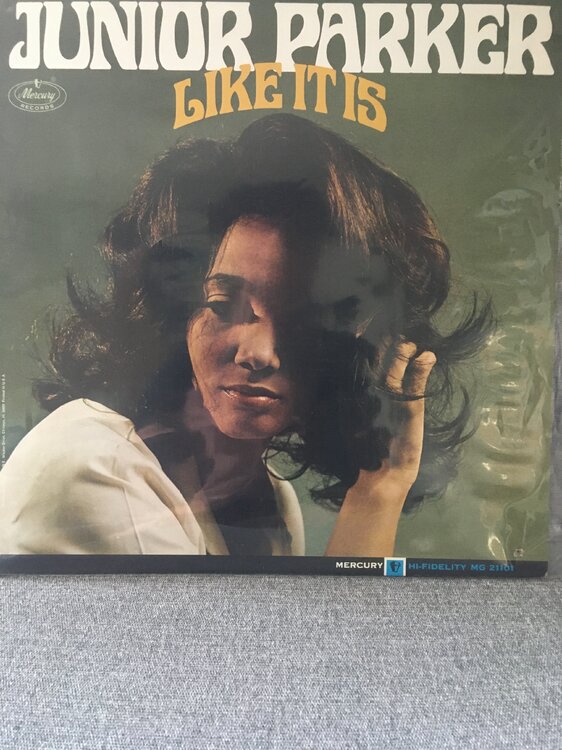 JUNIOR PARKER
LIKE IT IS
Mercury
RECORDS
MERCURY HI-FIDELITY MG 21101